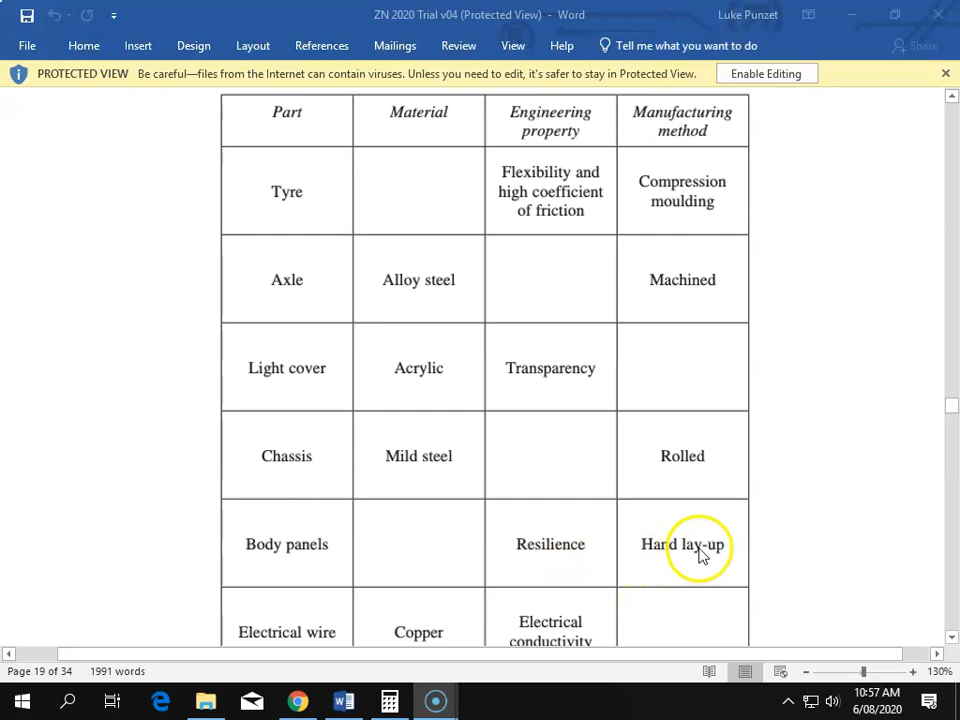 ZN 2020 Trial v04 (Protected View) - Word
Luke Punzet
File Home Insert Design Layout References Mailings Review View Help Tell me what you want to do Share
PROTECTED VIEW Be careful—files from the Internet can contain viruses. Unless you need to edit, it's safer to stay in Protected View. Enable Editing
Part Material Engineering property Manufacturing method
Tyre Flexibility and high coefficient of friction Compression moulding
Axle Alloy steel Machined
Light cover Acrylic Transparency
Chassis Mild steel Rolled
Body panels Resilience Hand lay-up
Electrical wire Copper Electrical conductivity
Page 19 of 34 1991 words 130%
10:57 AM
6/08/2020